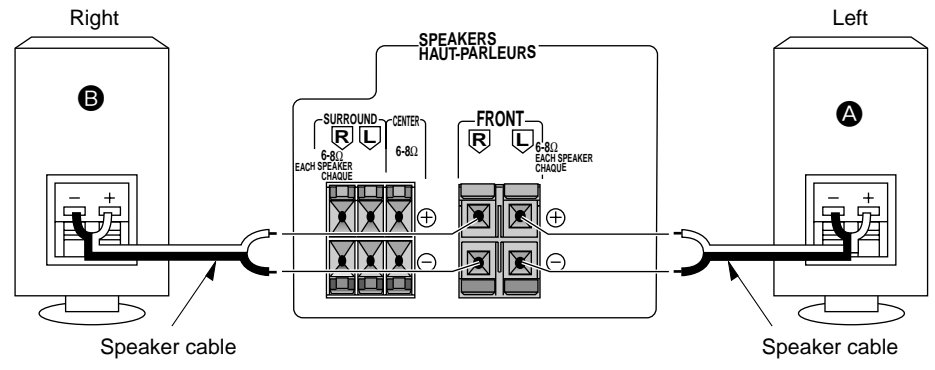 Right
Left
SPEAKERS
HAUT-PARLEURS
B
A
SURROUND
CENTER
FRONT
R L
R L
6-8Ω
EACH SPEAKER
CHAQUE
6-8Ω
6-8Ω
EACH SPEAKER
CHAQUE
− +
− +
+
+
−
−
Speaker cable
Speaker cable